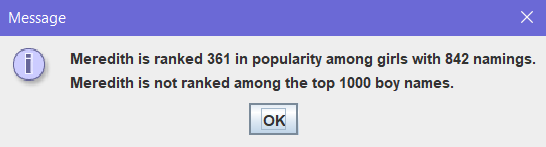 Message
Meredith is ranked 361 in popularity among girls with 842 namings.
Meredith is not ranked among the top 1000 boy names.
OK